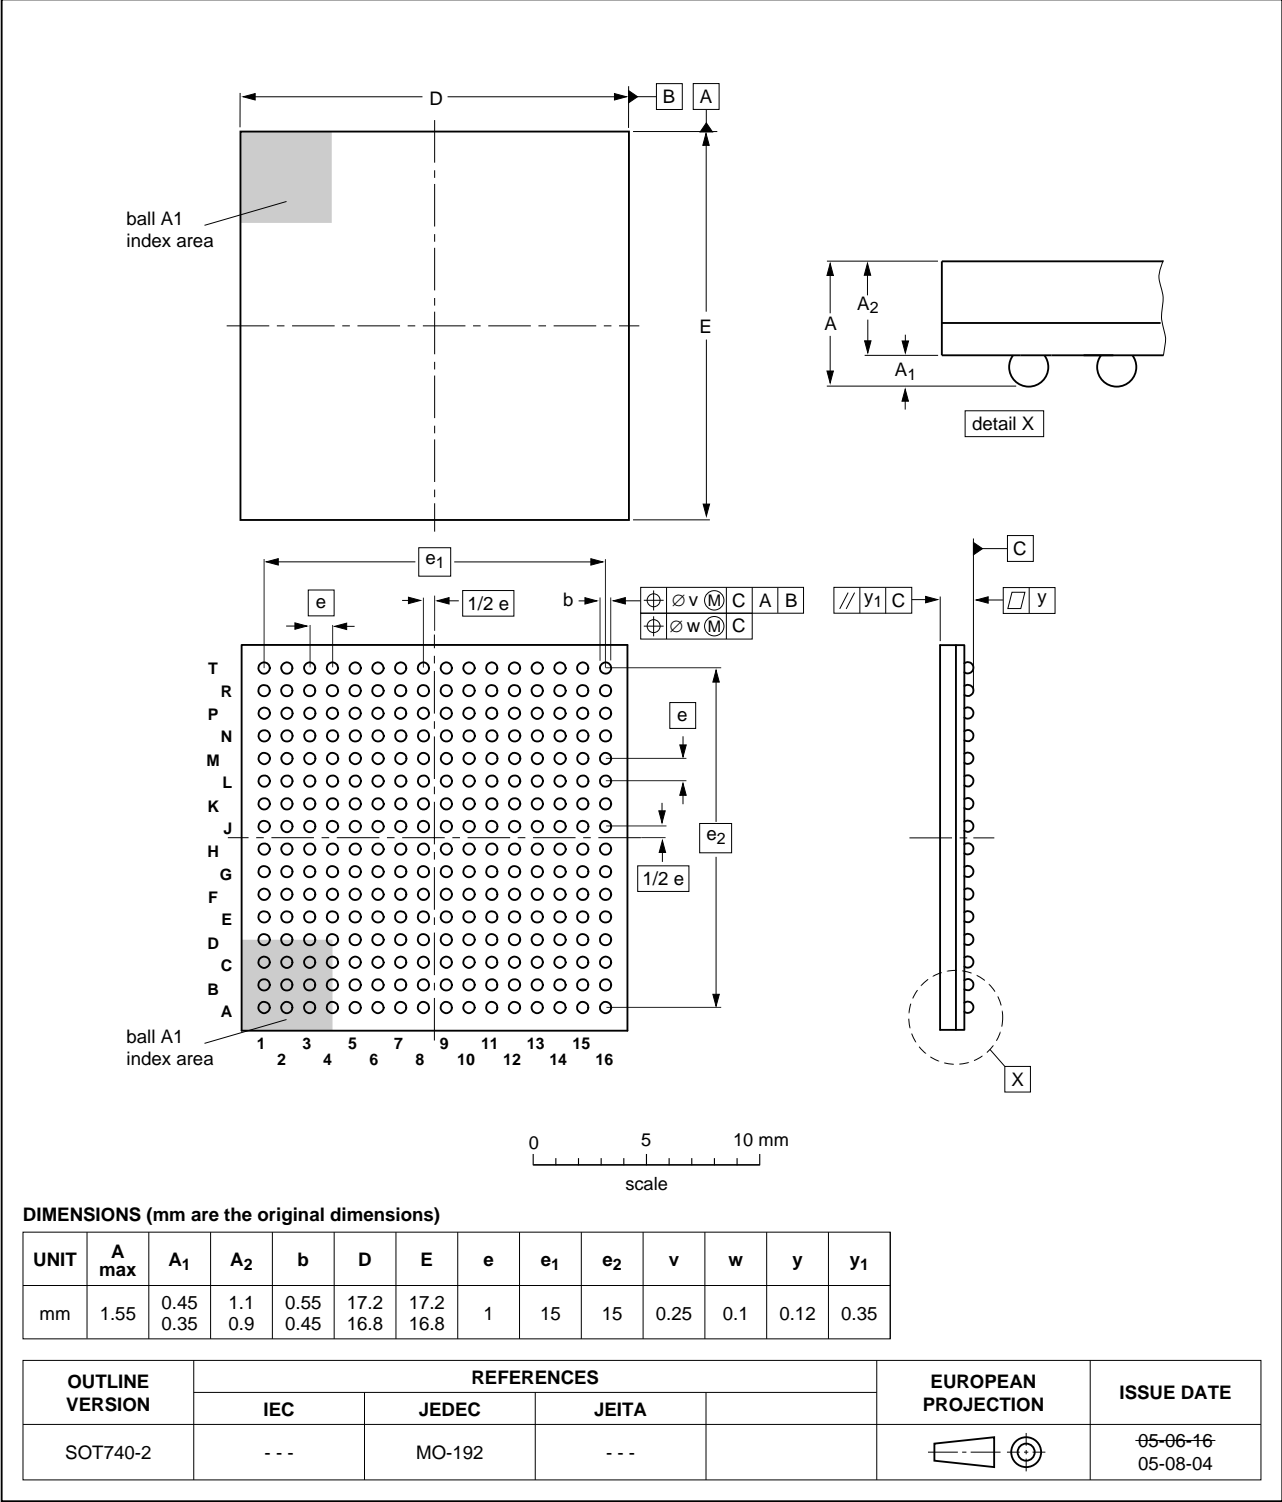 D
B A
ball A1
index area
E
A
A2
A1
detail X
e1
e
1/2 e
b
⌖ ∅ v Ⓜ C A B
⌖ ∅ w Ⓜ C
// y1 C
C
▱ y
T
R
P
N
M
L
K
J
H
G
F
E
D
C
B
A
e
e2
1/2 e
ball A1
index area
1 3 5 7 9 11 13 15
2 4 6 8 10 12 14 16
X
0 5 10 mm
scale
DIMENSIONS (mm are the original dimensions)
UNIT A max A1 A2 b D E e e1 e2 v w y y1
mm 1.55 0.45 0.35 1.1 0.9 0.55 0.45 17.2 16.8 17.2 16.8 1 15 15 0.25 0.1 0.12 0.35
OUTLINE VERSION REFERENCES EUROPEAN PROJECTION ISSUE DATE
IEC JEDEC JEITA
SOT740-2 - - - MO-192 - - - 05-06-16
05-08-04